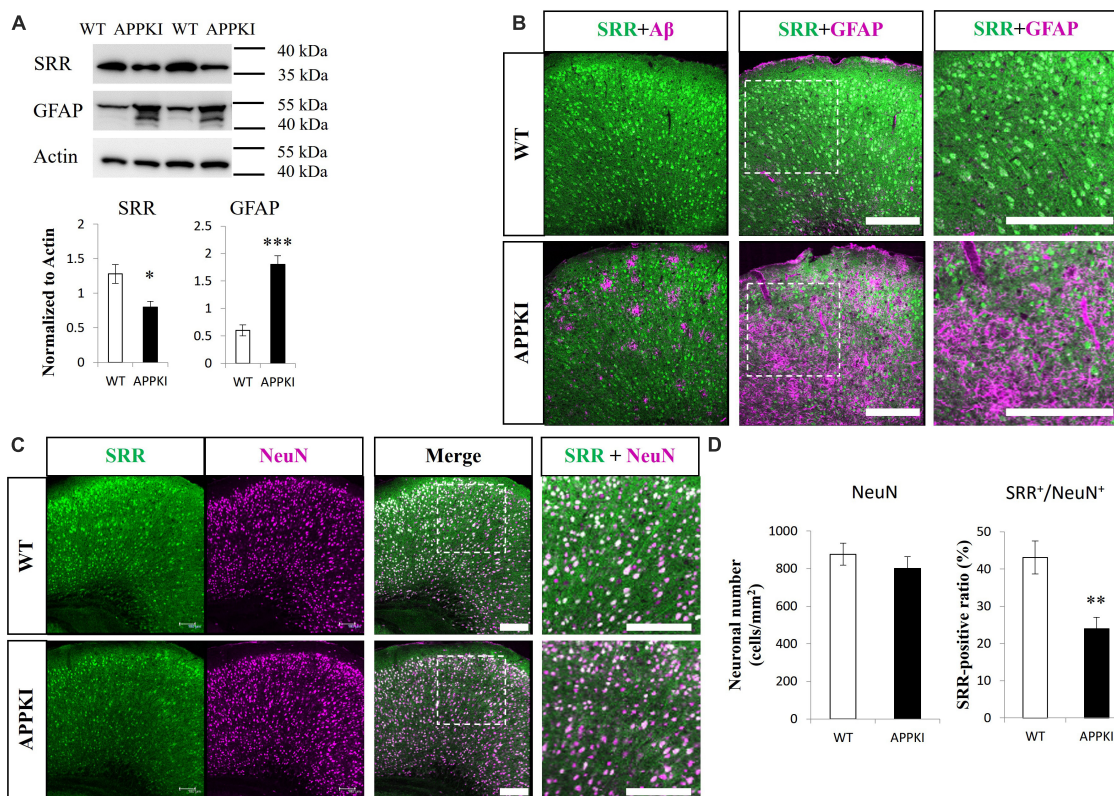 A
WT APPKI WT APPKI
SRR
40 kDa
35 kDa
GFAP
55 kDa
40 kDa
Actin
55 kDa
40 kDa
SRR
GFAP
Normalized to Actin
2
1.5
1
0.5
0
*
WT APPKI
2.5
2
1.5
1
0.5
0
***
WT APPKI
B
SRR+Aβ
SRR+GFAP
SRR+GFAP
WT
APPKI
C
SRR
NeuN
Merge
SRR + NeuN
WT
APPKI
D
NeuN
Neuronal number
(cells/mm²)
1000
800
600
400
200
0
WT APPKI
SRR⁺/NeuN⁺
SRR-positive ratio (%)
50
40
30
20
10
0
**
WT APPKI